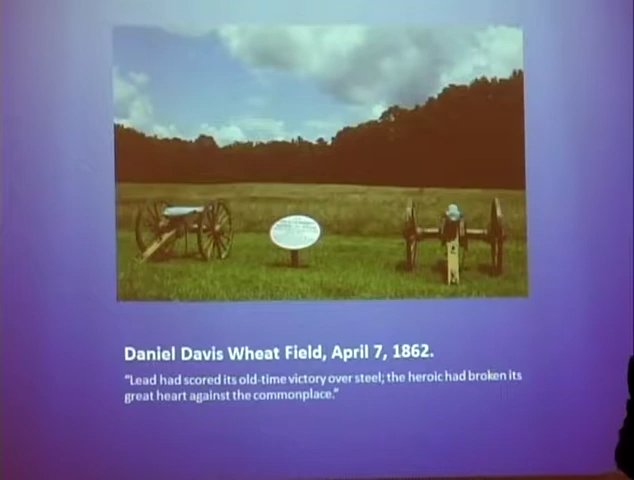 Daniel Davis Wheat Field, April 7, 1862.
"Lead had scored its old-time victory over steel; the heroic had broken its
great heart against the commonplace."